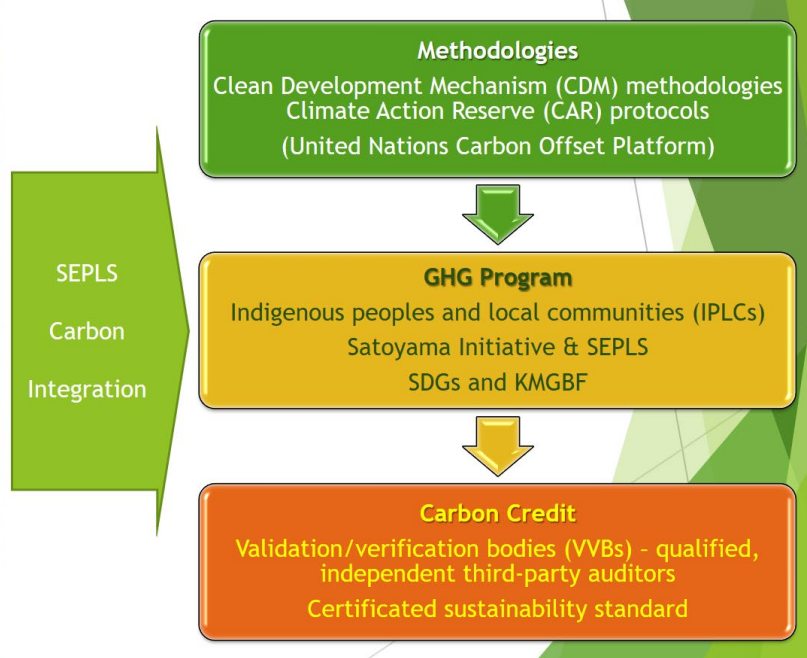 SEPLS
Carbon
Integration
Methodologies
Clean Development Mechanism (CDM) methodologies
Climate Action Reserve (CAR) protocols
(United Nations Carbon Offset Platform)
GHG Program
Indigenous peoples and local communities (IPLCs)
Satoyama Initiative & SEPLS
SDGs and KMGBF
Carbon Credit
Validation/verification bodies (VVBs) – qualified,
independent third-party auditors
Certificated sustainability standard